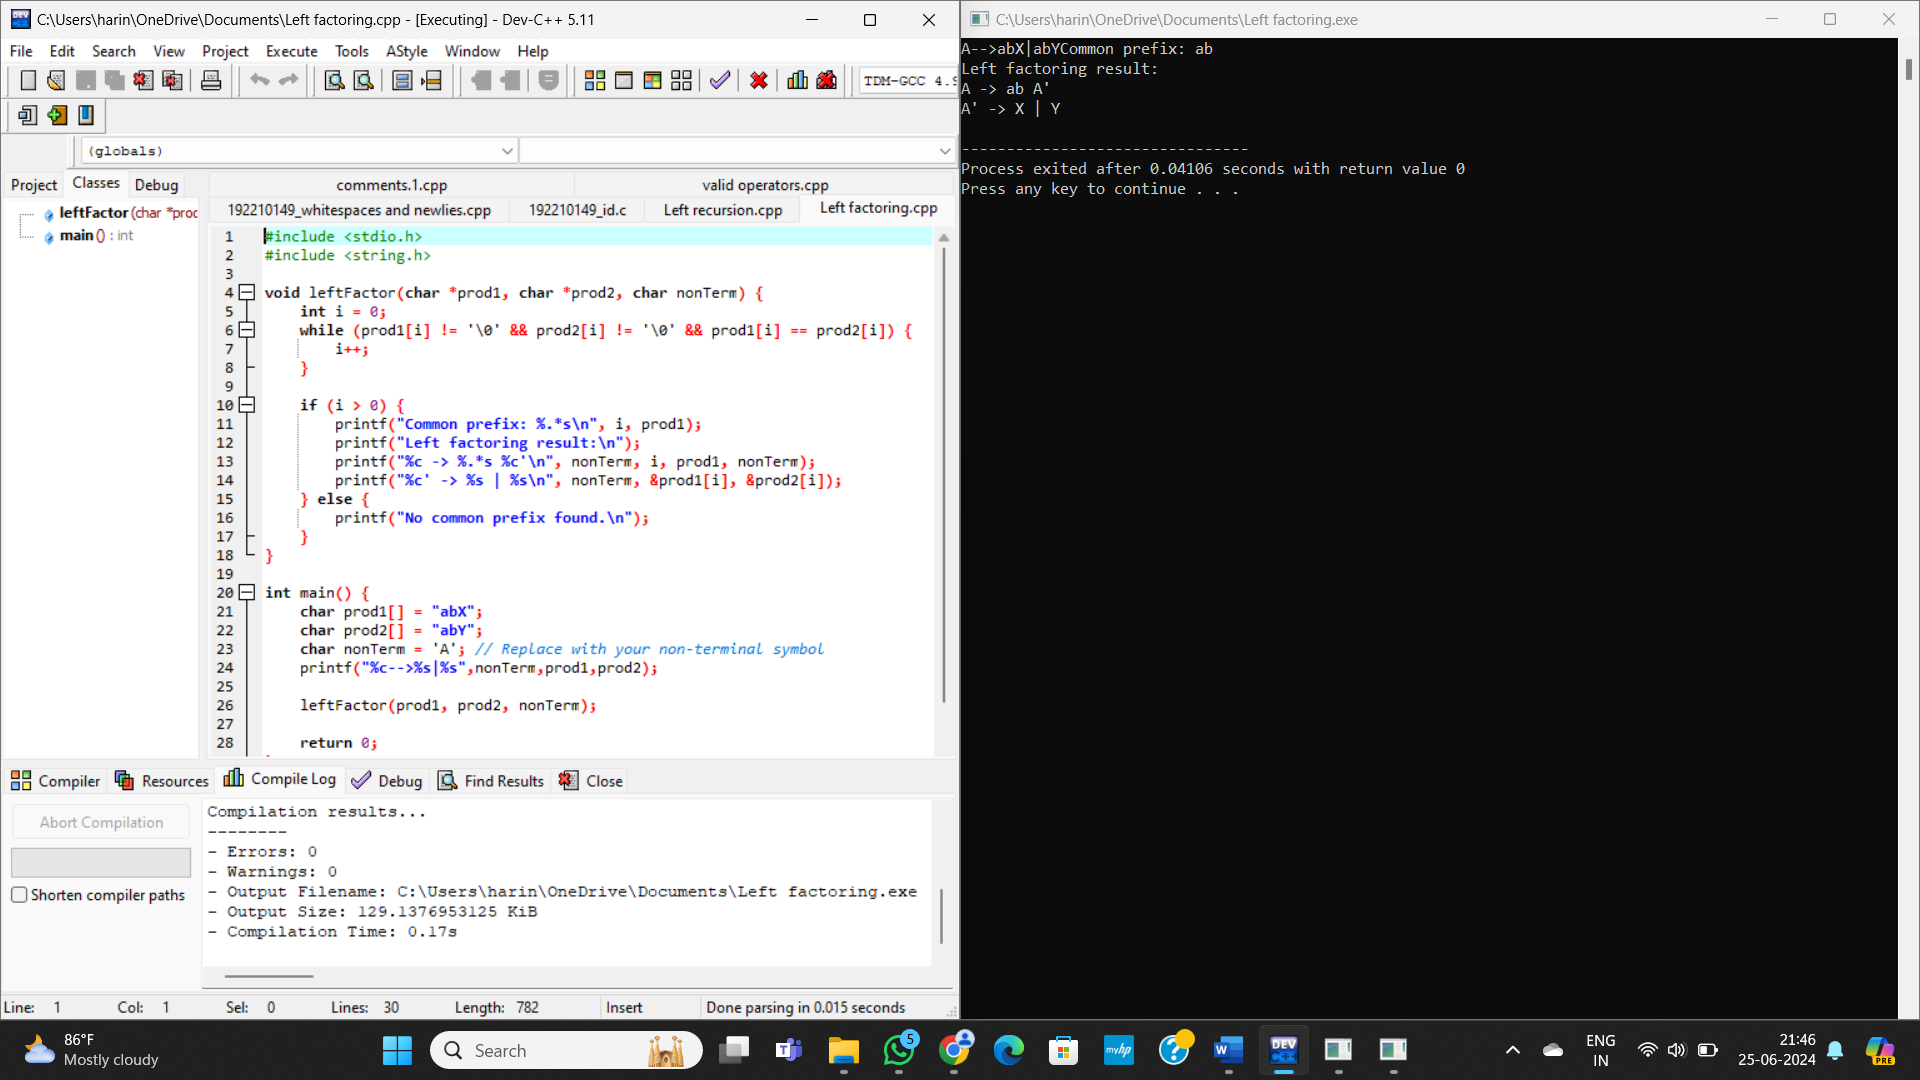 C:\Users\harin\OneDrive\Documents\Left factoring.cpp - [Executing] - Dev-C++ 5.11
File Edit Search View Project Execute Tools AStyle Window Help
TDM-GCC 4.9
(globals)
Project Classes Debug
leftFactor (char *prod
main () : int
comments.1.cpp valid operators.cpp
192210149_whitespaces and newlies.cpp 192210149_id.c Left recursion.cpp Left factoring.cpp
1 #include <stdio.h>
2 #include <string.h>
3
4 void leftFactor(char *prod1, char *prod2, char nonTerm) {
5 int i = 0;
6 while (prod1[i] != '\0' && prod2[i] != '\0' && prod1[i] == prod2[i]) {
7 i++;
8 }
9
10 if (i > 0) {
11 printf("Common prefix: %.*s\n", i, prod1);
12 printf("Left factoring result:\n");
13 printf("%c -> %.*s %c'\n", nonTerm, i, prod1, nonTerm);
14 printf("%c' -> %s | %s\n", nonTerm, &prod1[i], &prod2[i]);
15 } else {
16 printf("No common prefix found.\n");
17 }
18 }
19
20 int main() {
21 char prod1[] = "abX";
22 char prod2[] = "abY";
23 char nonTerm = 'A'; // Replace with your non-terminal symbol
24 printf("%c-->%s|%s",nonTerm,prod1,prod2);
25
26 leftFactor(prod1, prod2, nonTerm);
27
28 return 0;
Compiler Resources Compile Log Debug Find Results Close
Abort Compilation
Shorten compiler paths
Compilation results...
--------
- Errors: 0
- Warnings: 0
- Output Filename: C:\Users\harin\OneDrive\Documents\Left factoring.exe
- Output Size: 129.1376953125 KiB
- Compilation Time: 0.17s
Line: 1 Col: 1 Sel: 0 Lines: 30 Length: 782 Insert Done parsing in 0.015 seconds
C:\Users\harin\OneDrive\Documents\Left factoring.exe
A-->abX|abYCommon prefix: ab
Left factoring result:
A -> ab A'
A' -> X | Y
--------------------------------
Process exited after 0.04106 seconds with return value 0
Press any key to continue . . .
86°F
Mostly cloudy
Search
5
myhp
DEV
C++
ENG
IN
21:46
25-06-2024
PRE